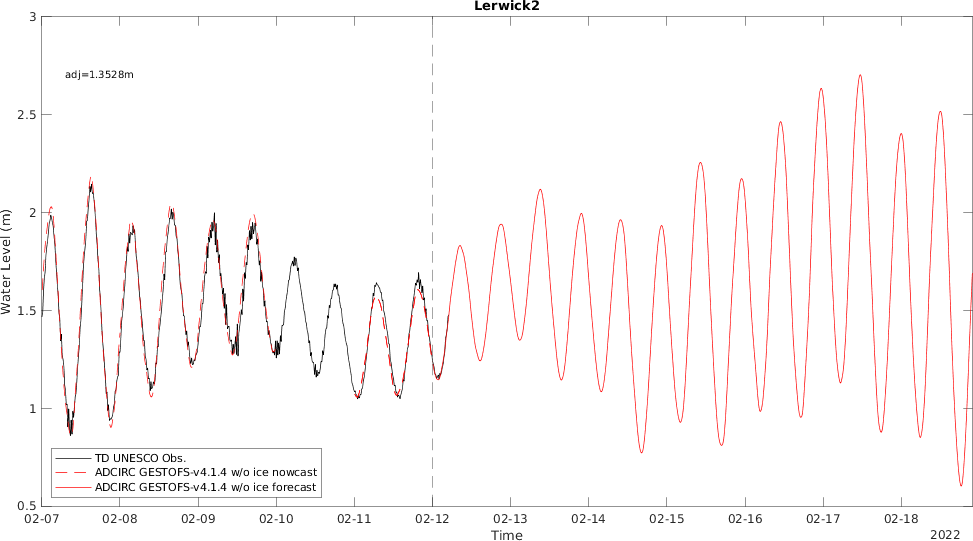 Lerwick2
3
adj=1.3528m
2.5
2
Water Level (m)
1.5
1
TD UNESCO Obs.
ADCIRC GESTOFS-v4.1.4 w/o ice nowcast
ADCIRC GESTOFS-v4.1.4 w/o ice forecast
0.5
02-07 02-08 02-09 02-10 02-11 02-12 02-13 02-14 02-15 02-16 02-17 02-18
Time
2022